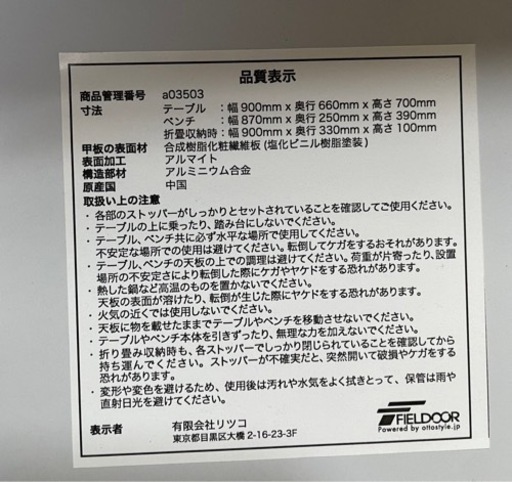 品質表示
商品管理番号 a03503
寸法 テーブル :幅 900mm x 奥行 660mm x 高さ 700mm
ベンチ :幅 870mm x 奥行 250mm x 高さ 390mm
折畳収納時:幅 900mm x 奥行 330mm x 高さ 100mm
甲板の表面材 合成樹脂化粧繊維板(塩化ビニル樹脂塗装)
表面加工 アルマイト
構造部材 アルミニウム合金
原産国 中国
取扱い上の注意
・各部のストッパーがしっかりとセットされていることを確認してご使用ください。
・テーブルの上に乗ったり、踏み台にしないでください。
・テーブル、ベンチ共に必ず水平な場所で使用してください。
不安定な場所での使用は避けてください。転倒してケガをするおそれがあります。
・テーブル、ベンチの天板の上での調理は避けてください。荷重が片寄ったり、設置
場所の不安定さにより転倒した際にケガやヤケドをする恐れがあります。
・熱した鍋など高温のものを置かないでください。
天板の表面が溶けたり、転倒が生じた際にヤケドをする恐れがあります。
・火気の近くでは使用しないでください。
・天板に物を載せたままでテーブルやベンチを移動させないでください。
・テーブルやベンチ本体を引きずったり、無理な力を加えないでください。
・折り畳み収納時も、各ストッパーでしっかり閉じられていることを確認してから
持ち運んでください。ストッパーが不確実だと、突然開いて破損やケガをする
恐れがあります。
・変形や変色を避けるため、使用後は汚れや水気をよく拭きとって、保管は雨や
直射日光を避けてください。
FIELDOOR
Powered by ottostyle.jp
表示者 有限会社リツコ
東京都目黒区大橋 2-16-23-3F